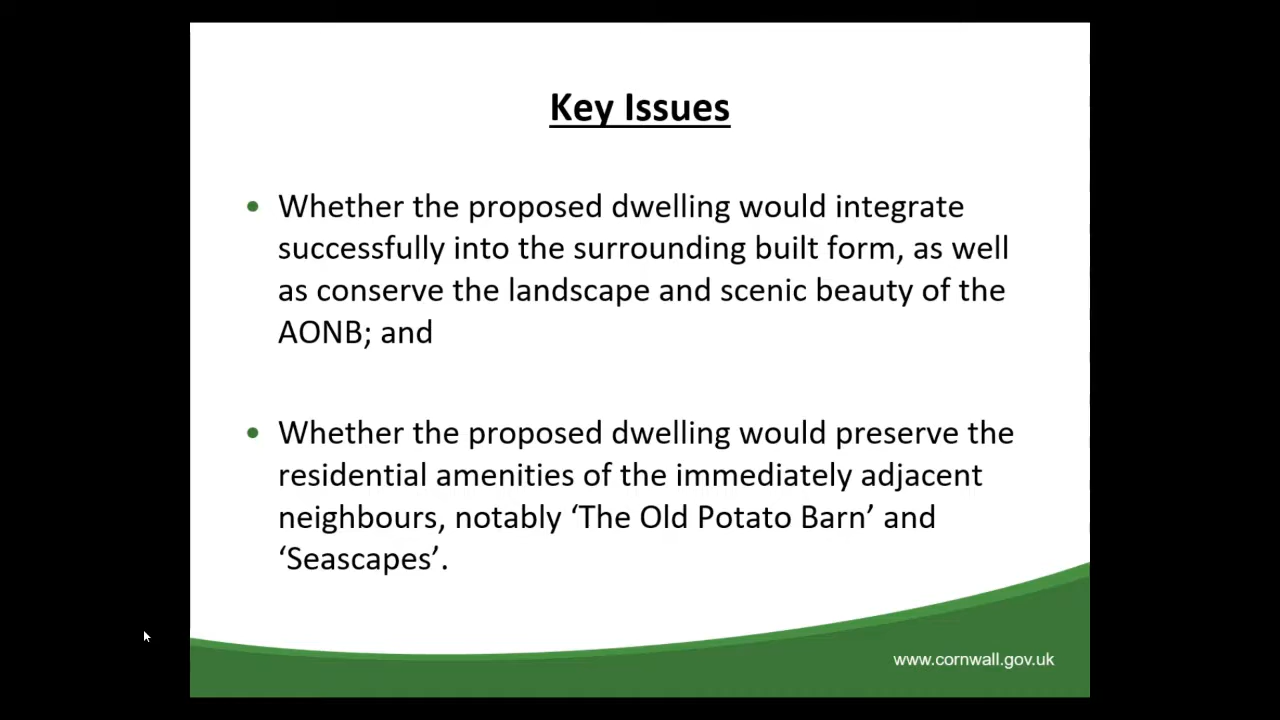 Key Issues
• Whether the proposed dwelling would integrate
successfully into the surrounding built form, as well
as conserve the landscape and scenic beauty of the
AONB; and
• Whether the proposed dwelling would preserve the
residential amenities of the immediately adjacent
neighbours, notably ‘The Old Potato Barn’ and
‘Seascapes’.
www.cornwall.gov.uk